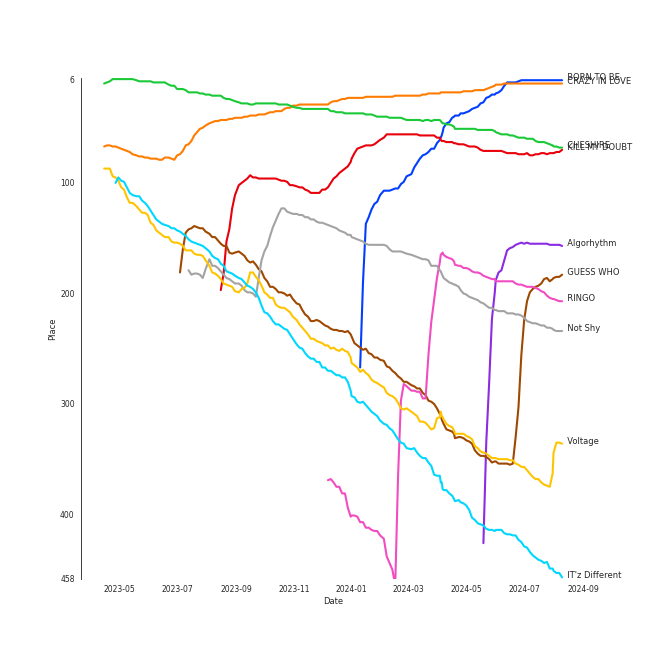 6
100
200
300
400
458
Place
2023-05
2023-07
2023-09
2023-11
2024-01
2024-03
2024-05
2024-07
2024-09
Date
BORN TO BE
CRAZY IN LOVE
CHESHIRE
KILL MY DOUBT
Algorhythm
GUESS WHO
RINGO
Not Shy
Voltage
IT'z Different